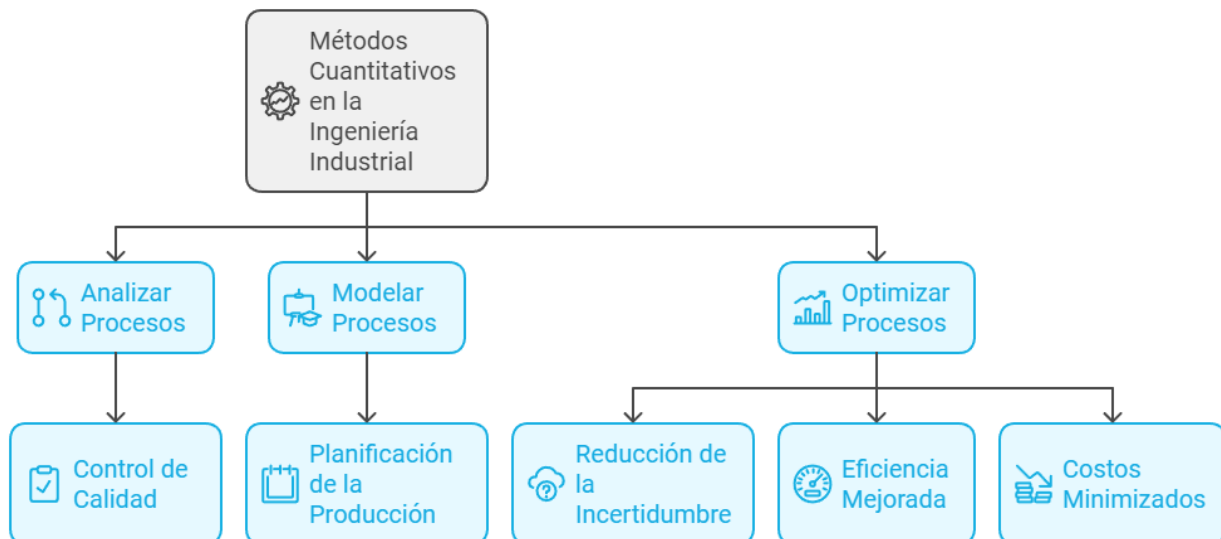 Métodos
Cuantitativos
en la
Ingeniería
Industrial
Analizar
Procesos
Modelar
Procesos
Optimizar
Procesos
Control de
Calidad
Planificación
de la
Producción
Reducción de
la
Incertidumbre
Eficiencia
Mejorada
Costos
Minimizados